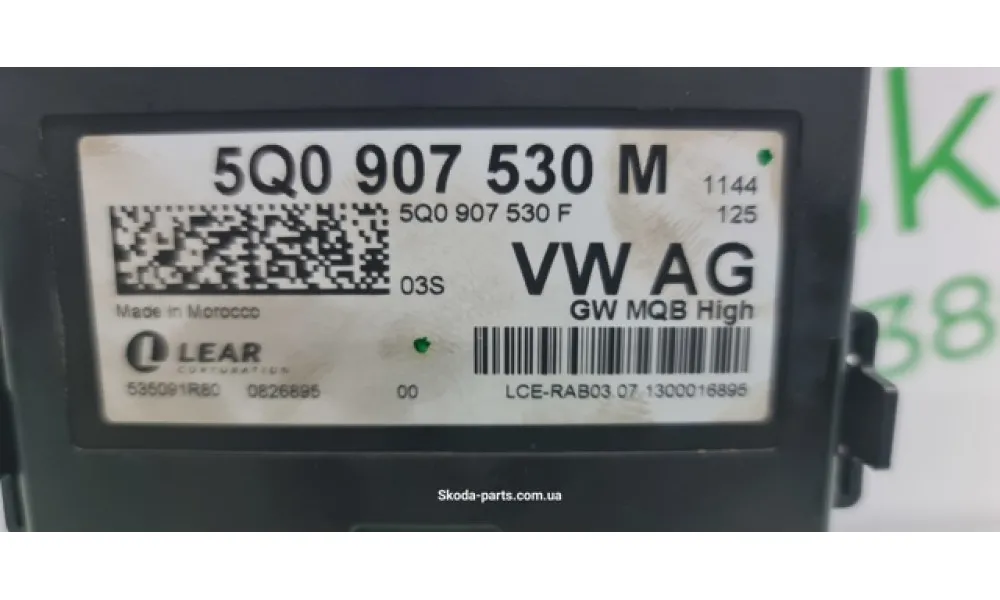 5Q0 907 530 M 1144
5Q0 907 530 F 125
03S VW AG
Made in Morocco GW MQB High
LEAR
CORPORATION
535091R80 0826895 00 LCE-RAB03.07.1300016895
Skoda-parts.com.ua
k
38